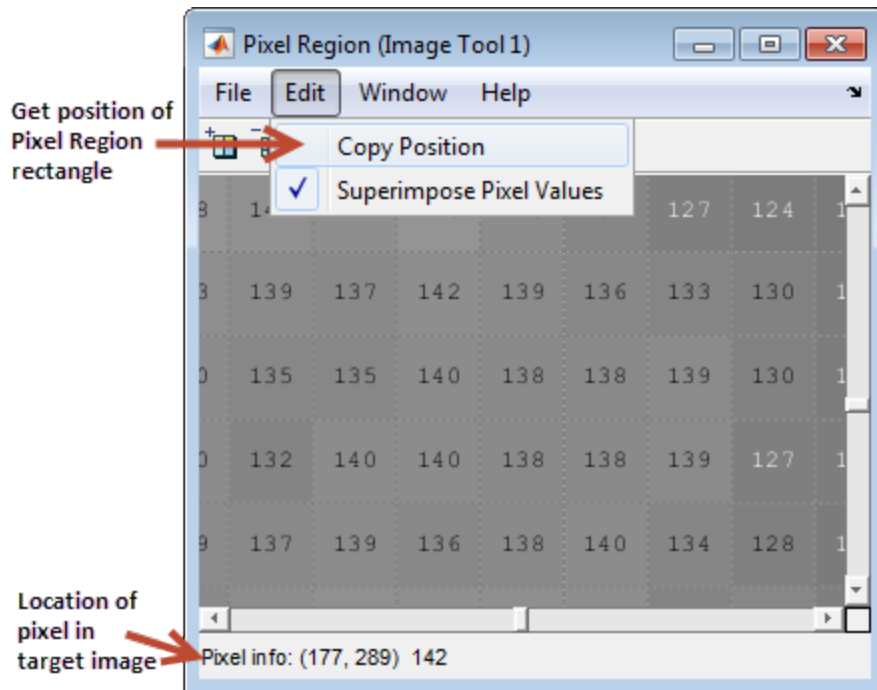 Pixel Region (Image Tool 1)
File Edit Window Help
Get position of
Pixel Region
rectangle
Copy Position
Superimpose Pixel Values
127 124
139 137 142 139 136 133 130
135 135 140 138 138 139 130
132 140 140 138 138 139 127
137 139 136 138 140 134 128
Location of
pixel in
target image
Pixel info: (177, 289) 142